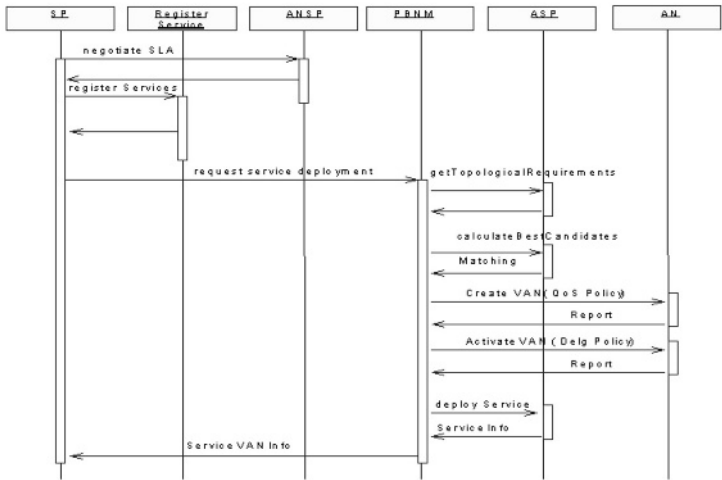 SP
Register
Service
ANSP
PBNM
ASP
AN
negotiate SLA
register Services
request service deployment
getTopologicalRequirements
calculateBestCandidates
Matching
Create VAN( QoS Policy)
Report
Activate VAN ( Delg Policy)
Report
deploy Service
Service Info
Service VAN Info